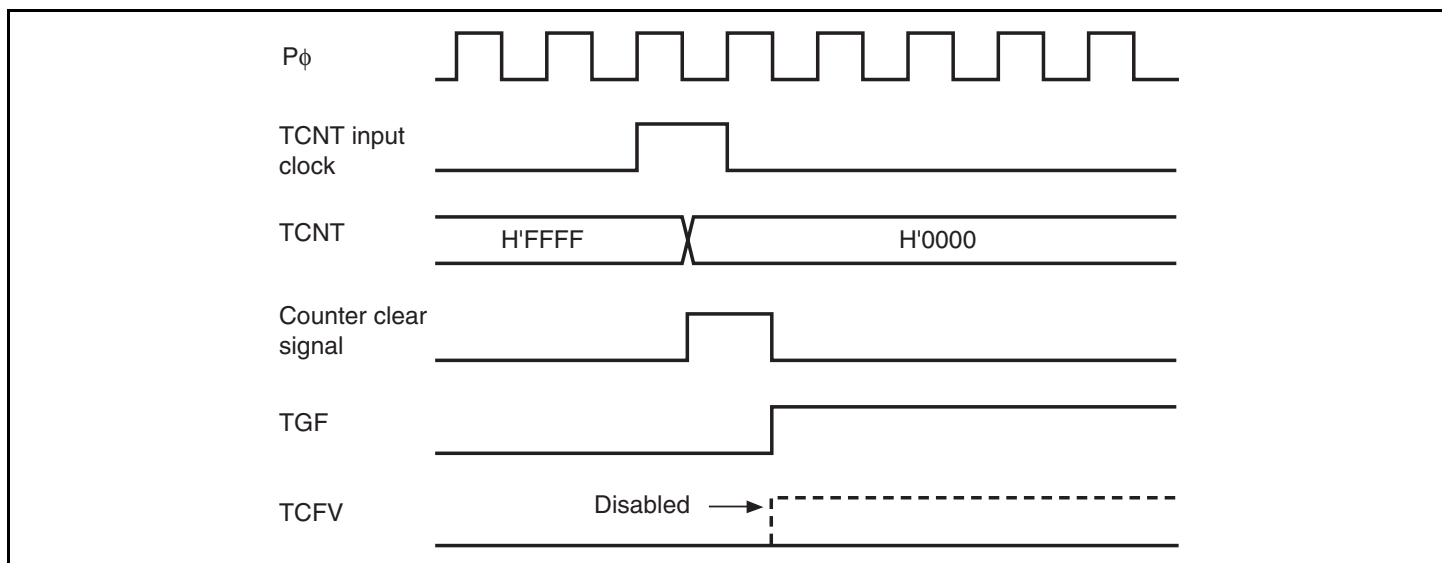 Pϕ
TCNT input
clock
TCNT
H'FFFF
H'0000
Counter clear
signal
TGF
TCFV
Disabled